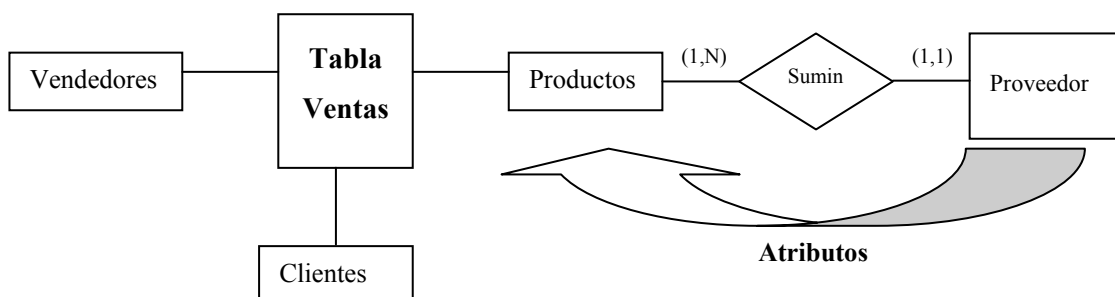 Tabla
Ventas
Vendedores
Productos
(1,N)
Sumin
(1,1)
Proveedor
Atributos
Clientes